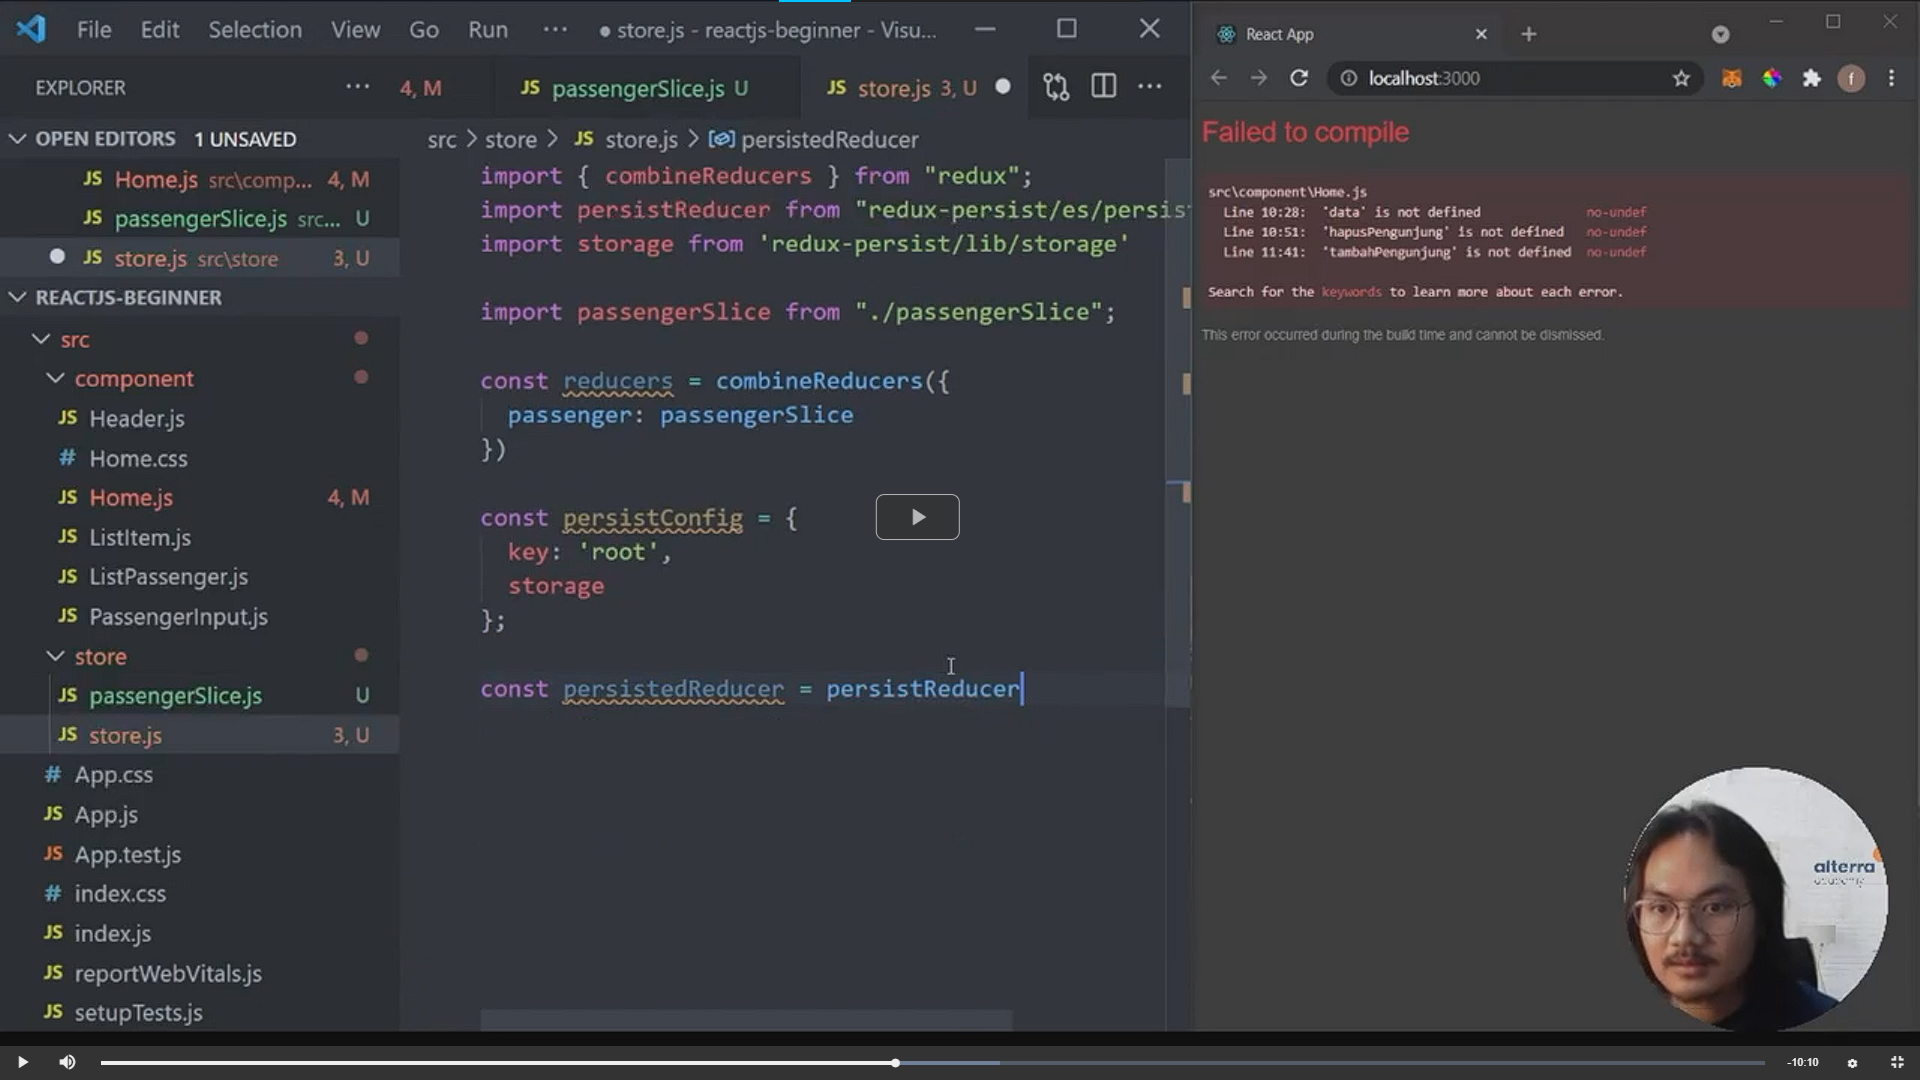 File Edit Selection View Go Run ··· ● store.js - reactjs-beginner - Visu...
EXPLORER ···
4, M
JS passengerSlice.js U
JS store.js 3, U
OPEN EDITORS 1 UNSAVED
JS Home.js src\comp... 4, M
JS passengerSlice.js src... U
JS store.js src\store 3, U
REACTJS-BEGINNER
src
component
JS Header.js
# Home.css
JS Home.js 4, M
JS ListItem.js
JS ListPassenger.js
JS PassengerInput.js
store
JS passengerSlice.js U
JS store.js 3, U
# App.css
JS App.js
JS App.test.js
# index.css
JS index.js
JS reportWebVitals.js
JS setupTests.js
src > store > JS store.js > persistedReducer
import { combineReducers } from "redux";
import persistReducer from "redux-persist/es/persis
import storage from 'redux-persist/lib/storage'
import passengerSlice from "./passengerSlice";
const reducers = combineReducers({
passenger: passengerSlice
})
const persistConfig = {
key: 'root',
storage
};
const persistedReducer = persistReducer
React App
localhost:3000
f
Failed to compile
src\component\Home.js
Line 10:28: 'data' is not defined no-undef
Line 10:51: 'hapusPengunjung' is not defined no-undef
Line 11:41: 'tambahPengunjung' is not defined no-undef
Search for the keywords to learn more about each error.
This error occurred during the build time and cannot be dismissed.
alterra
academy
-10:10